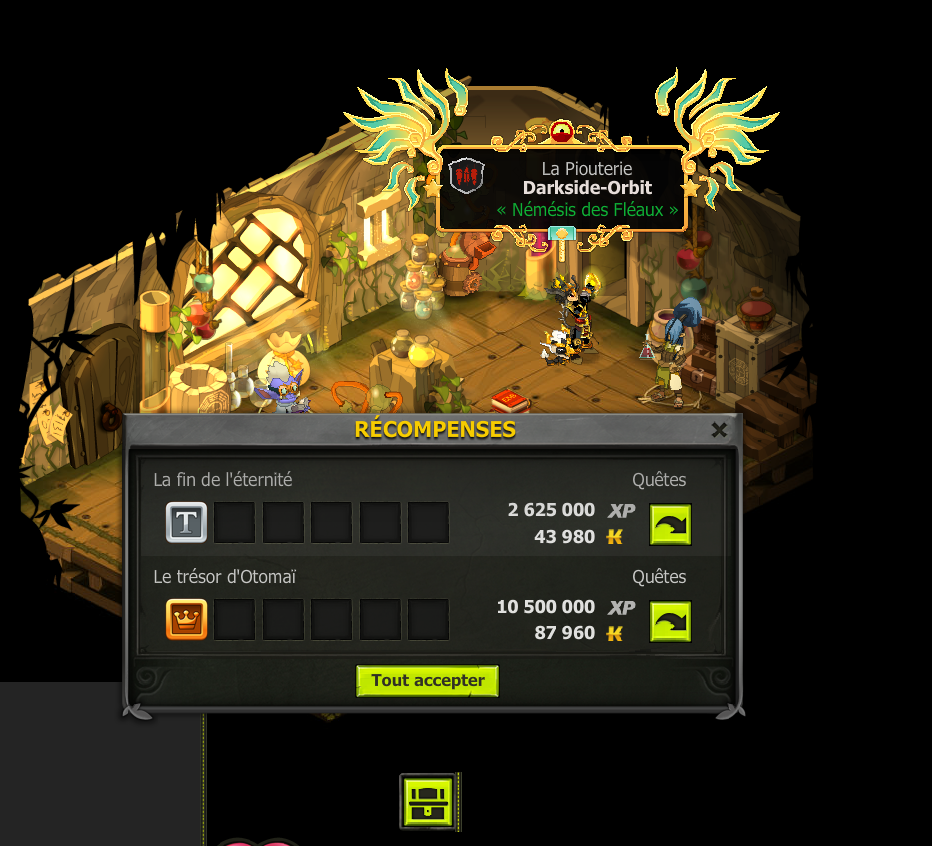 La Piouterie
Darkside-Orbit
« Némésis des Fléaux »
RÉCOMPENSES
La fin de l'éternité
Quêtes
T
2 625 000 XP
43 980 K
Le trésor d'Otomaï
Quêtes
10 500 000 XP
87 960 K
Tout accepter